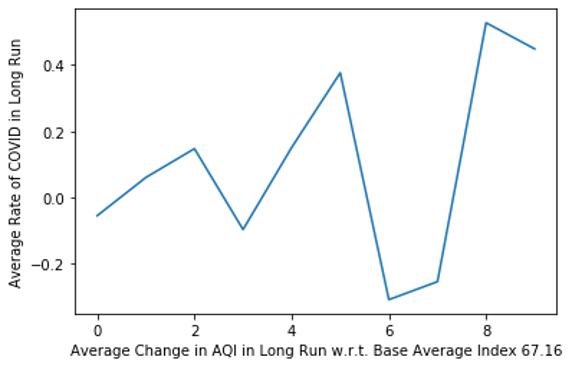 Average Rate of COVID in Long Run
0.4
0.2
0.0
−0.2
0 2 4 6 8
Average Change in AQI in Long Run w.r.t. Base Average Index 67.16